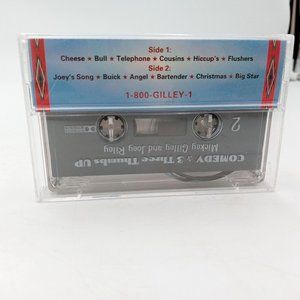 Side 1:
Cheese ★ Bull ★ Telephone ★ Cousins ★ Hiccup's ★ Flushers
Side 2:
Joey's Song ★ Buick ★ Angel ★ Bartender ★ Christmas ★ Big Star
1-800-GILLEY-1
2
Mickey Gilley and Joey Riley
COMEDY ☆ 3 Three Thumbs UP